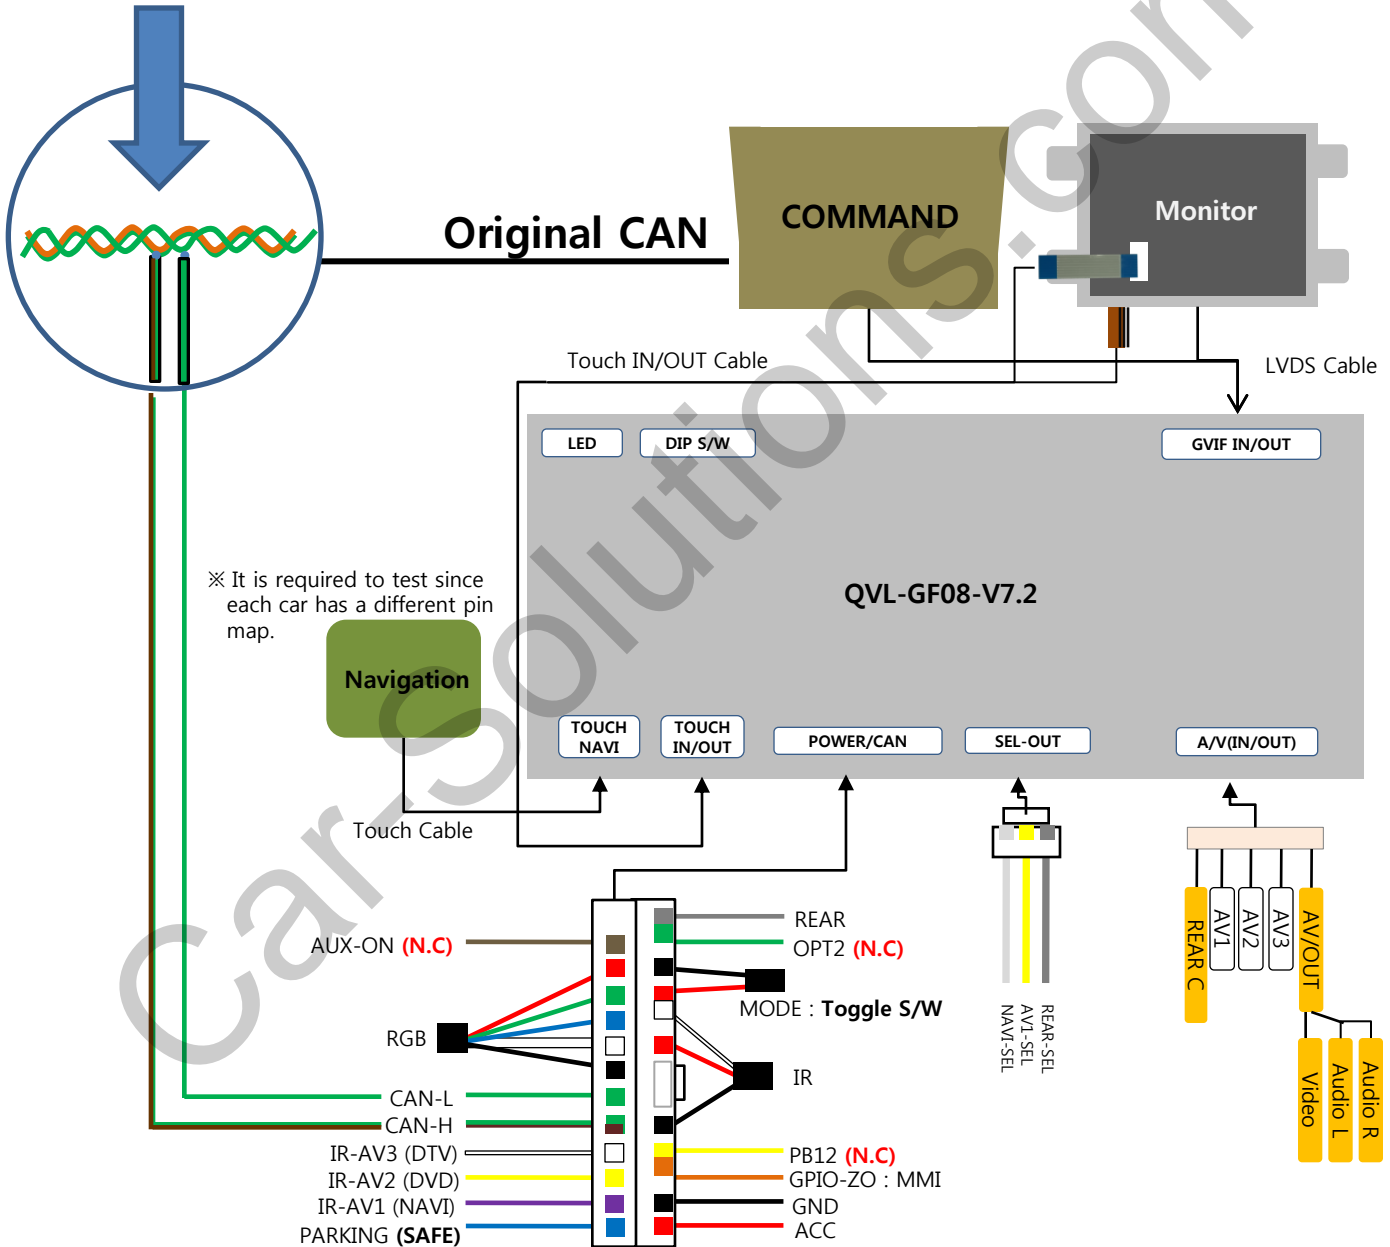 Original CAN
COMMAND
Monitor
Touch IN/OUT Cable
LVDS Cable
LED
DIP S/W
GVIF IN/OUT
※ It is required to test since
each car has a different pin
map.
QVL-GF08-V7.2
Navigation
TOUCH
NAVI
TOUCH
IN/OUT
POWER/CAN
SEL-OUT
A/V(IN/OUT)
Touch Cable
AUX-ON (N.C)
RGB
CAN-L
CAN-H
IR-AV3 (DTV)
IR-AV2 (DVD)
IR-AV1 (NAVI)
PARKING (SAFE)
REAR
OPT2 (N.C)
MODE : Toggle S/W
IR
PB12 (N.C)
GPIO-ZO : MMI
GND
ACC
REAR-SEL
AV1-SEL
NAVI-SEL
REAR C
AV1
AV2
AV3
AV/OUT
Video
Audio L
Audio R
Car-Solutions.com